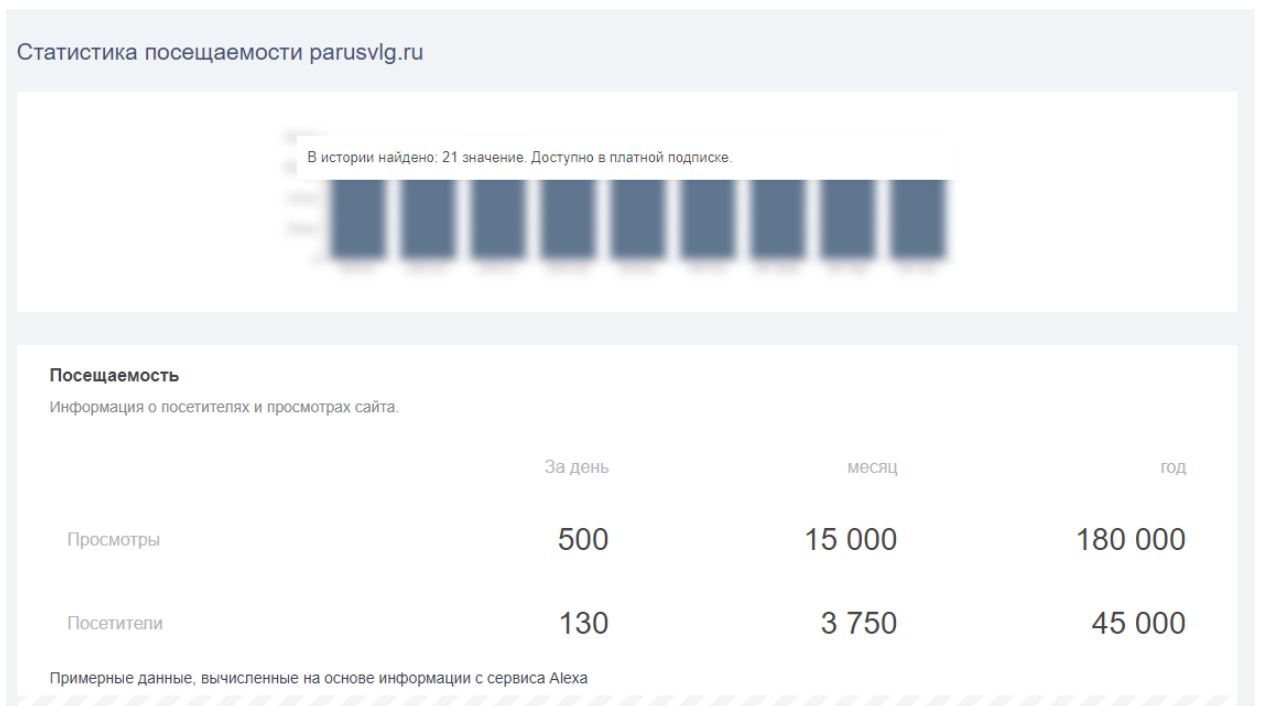 Статистика посещаемости parusvlg.ru
В истории найдено: 21 значение. Доступно в платной подписке.
Посещаемость
Информация о посетителях и просмотрах сайта.
За день месяц год
Просмотры 500 15 000 180 000
Посетители 130 3 750 45 000
Примерные данные, вычисленные на основе информации с сервиса Alexa